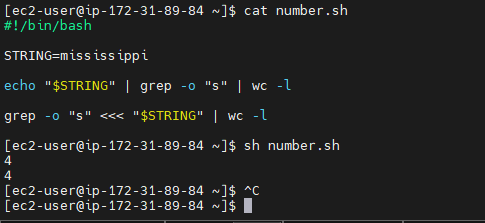 [ec2-user@ip-172-31-89-84 ~]$ cat number.sh
#!/bin/bash
STRING=mississippi
echo "$STRING" | grep -o "s" | wc -l
grep -o "s" <<< "$STRING" | wc -l
[ec2-user@ip-172-31-89-84 ~]$ sh number.sh
4
4
[ec2-user@ip-172-31-89-84 ~]$ ^C
[ec2-user@ip-172-31-89-84 ~]$